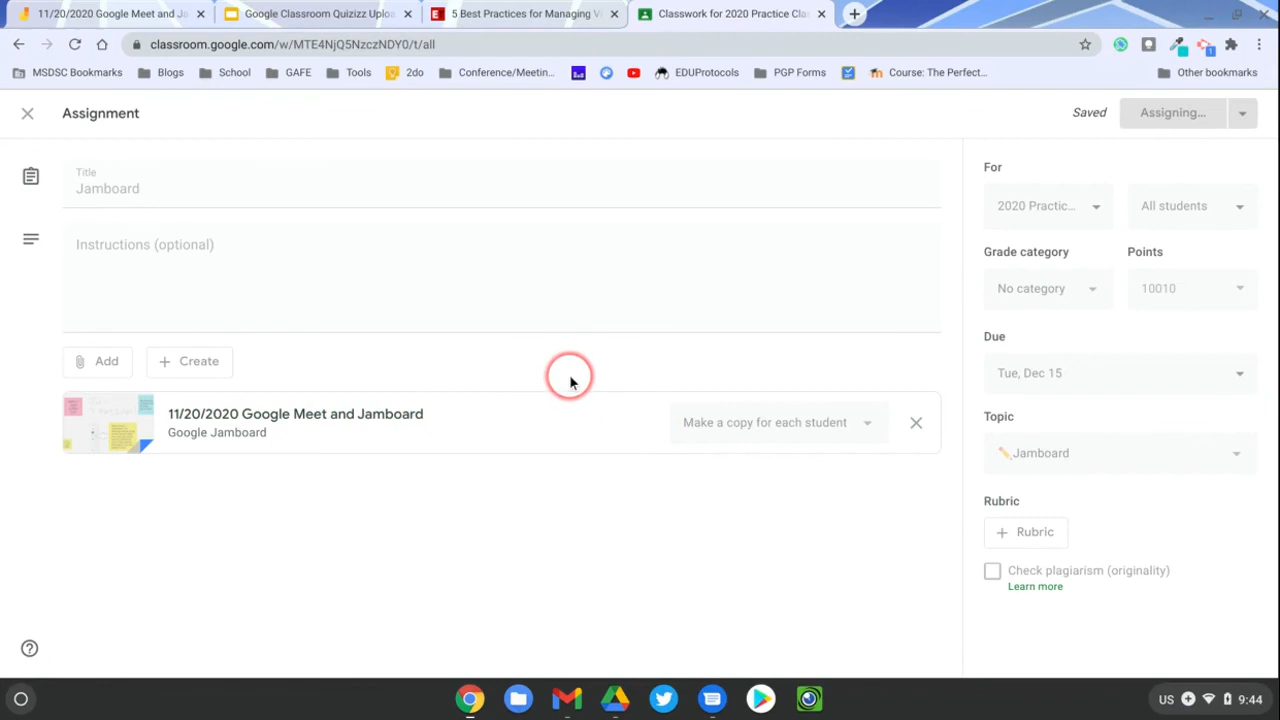 11/20/2020 Google Meet and Ja
Google Classroom Quizizz Uploa
5 Best Practices for Managing V
Classwork for 2020 Practice Cla
classroom.google.com/w/MTE4NjQ5NzczNDY0/t/all
MSDSC Bookmarks
Blogs
School
GAFE
Tools
2do
Conference/Meetin...
EDUProtocols
PGP Forms
Course: The Perfect...
Other bookmarks
Assignment
Saved
Assigning...
Title
Jamboard
Instructions (optional)
Add
Create
11/20/2020 Google Meet and Jamboard
Google Jamboard
Make a copy for each student
For
2020 Practic...
All students
Grade category
Points
No category
10010
Due
Tue, Dec 15
Topic
✏️Jamboard
Rubric
+ Rubric
Check plagiarism (originality)
Learn more
US
9:44